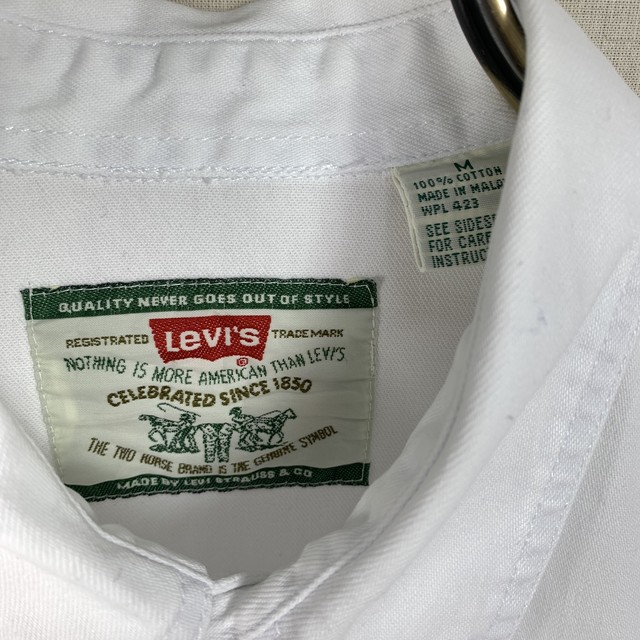 M
100% COTTON
MADE IN MALA
WPL 423
SEE SIDES
FOR CARE
INSTRUC
QUALITY NEVER GOES OUT OF STYLE
REGISTRATED LEVI'S TRADE MARK
®
NOTHING IS MORE AMERICAN THAN LEVI'S
CELEBRATED SINCE 1850
THE TWO HORSE BRAND IS THE GENUINE SYMBOL
MADE BY LEVI STRAUSS & CO